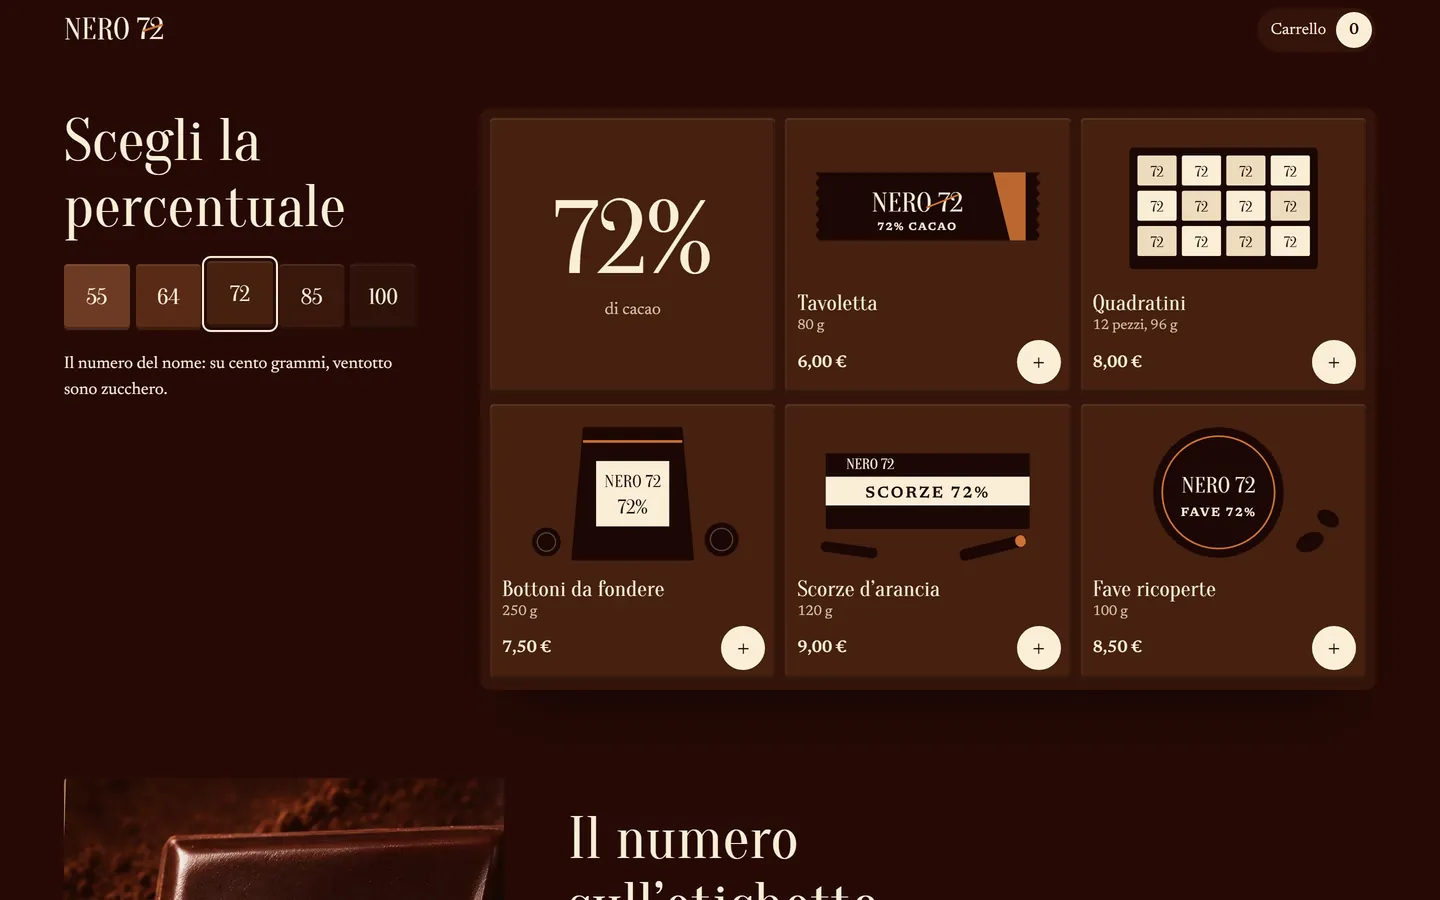 NERO 72
Carrello 0
Scegli la
percentuale
55 64 72 85 100
Il numero del nome: su cento grammi, ventotto
sono zucchero.
72%
di cacao
NERO 72
72% CACAO
Tavoletta
80 g
6,00 €
+
72 72 72 72
72 72 72 72
72 72 72 72
Quadratini
12 pezzi, 96 g
8,00 €
+
NERO 72
72%
Bottoni da fondere
250 g
7,50 €
+
NERO 72
SCORZE 72%
Scorze d’arancia
120 g
9,00 €
+
NERO 72
FAVE 72%
Fave ricoperte
100 g
8,50 €
+
Il numero
sull’etichetta